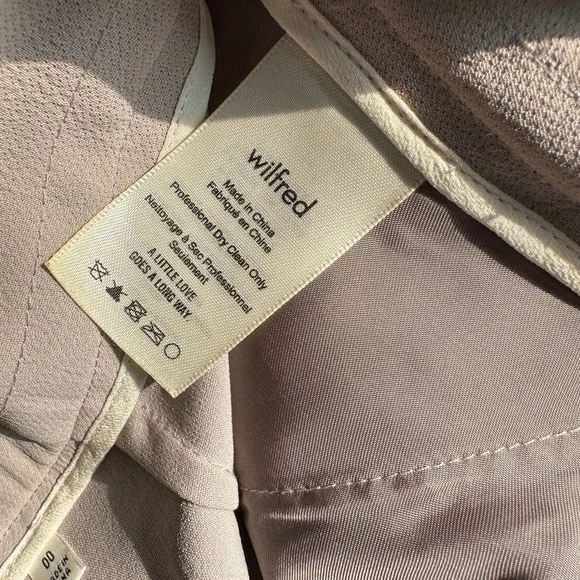 wilfred
Made in China
Fabriqué en Chine
Professional Dry Clean Only
Nettoyage à Sec Professionnel
Seulement
A LITTLE LOVE
GOES A LONG WAY.
00